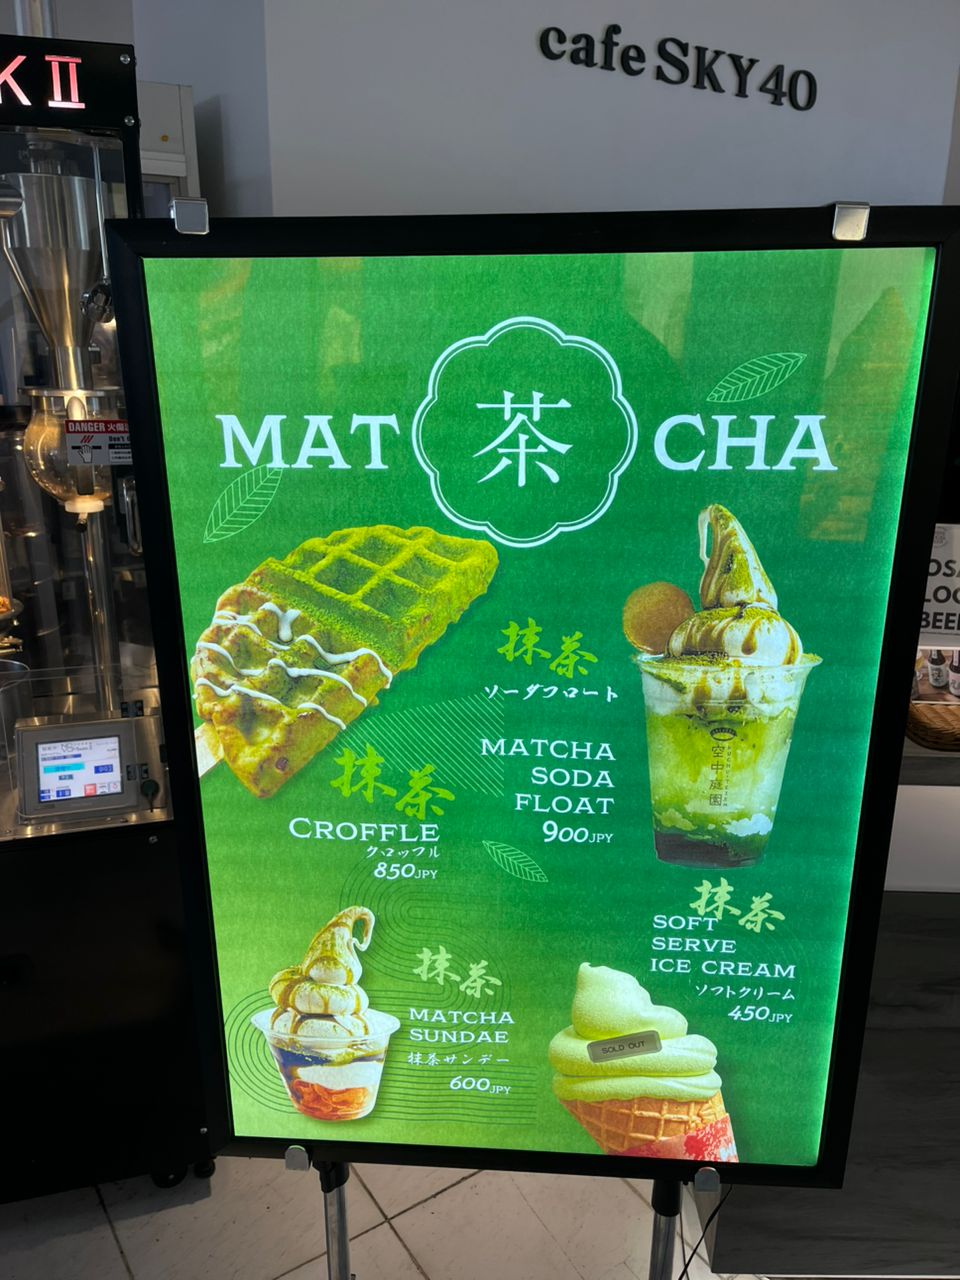 K II
cafe SKY40
DANGER 火傷
MAT 茶 CHA
抹茶
ソーダフロート
MATCHA
SODA
FLOAT
900JPY
空中庭園
抹茶
CROFFLE
クロッフル
850JPY
抹茶
SOFT
SERVE
ICE CREAM
ソフトクリーム
450JPY
SOLD OUT
抹茶
MATCHA
SUNDAE
抹茶サンデー
600JPY